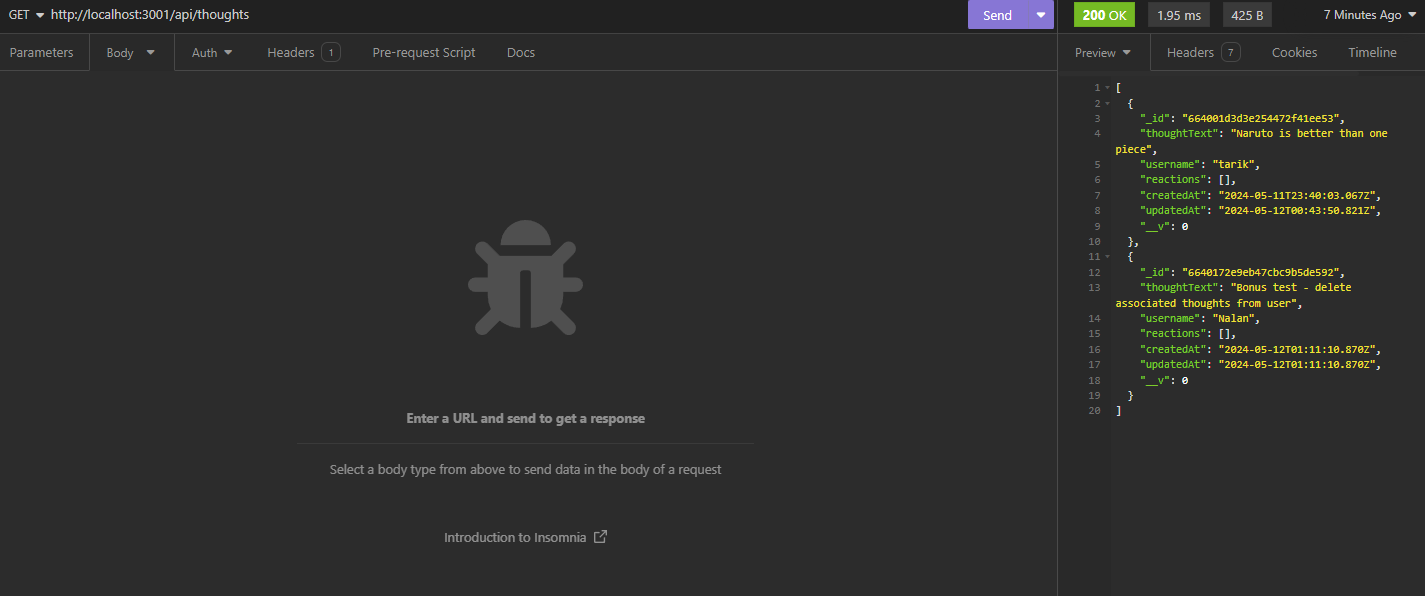 GET http://localhost:3001/api/thoughts Send 200 OK 1.95 ms 425 B 7 Minutes Ago
Parameters Body Auth Headers 1 Pre-request Script Docs Preview Headers 7 Cookies Timeline
1 [
2 {
3 "_id": "664001d3d3e254472f41ee53",
4 "thoughtText": "Naruto is better than one
piece",
5 "username": "tarik",
6 "reactions": [],
7 "createdAt": "2024-05-11T23:40:03.067Z",
8 "updatedAt": "2024-05-12T00:43:50.821Z",
9 "__v": 0
10 },
11 {
12 "_id": "6640172e9eb47cbc9b5de592",
13 "thoughtText": "Bonus test - delete
associated thoughts from user",
14 "username": "Nalan",
15 "reactions": [],
16 "createdAt": "2024-05-12T01:11:10.870Z",
17 "updatedAt": "2024-05-12T01:11:10.870Z",
18 "__v": 0
19 }
20 ]
Enter a URL and send to get a response
Select a body type from above to send data in the body of a request
Introduction to Insomnia